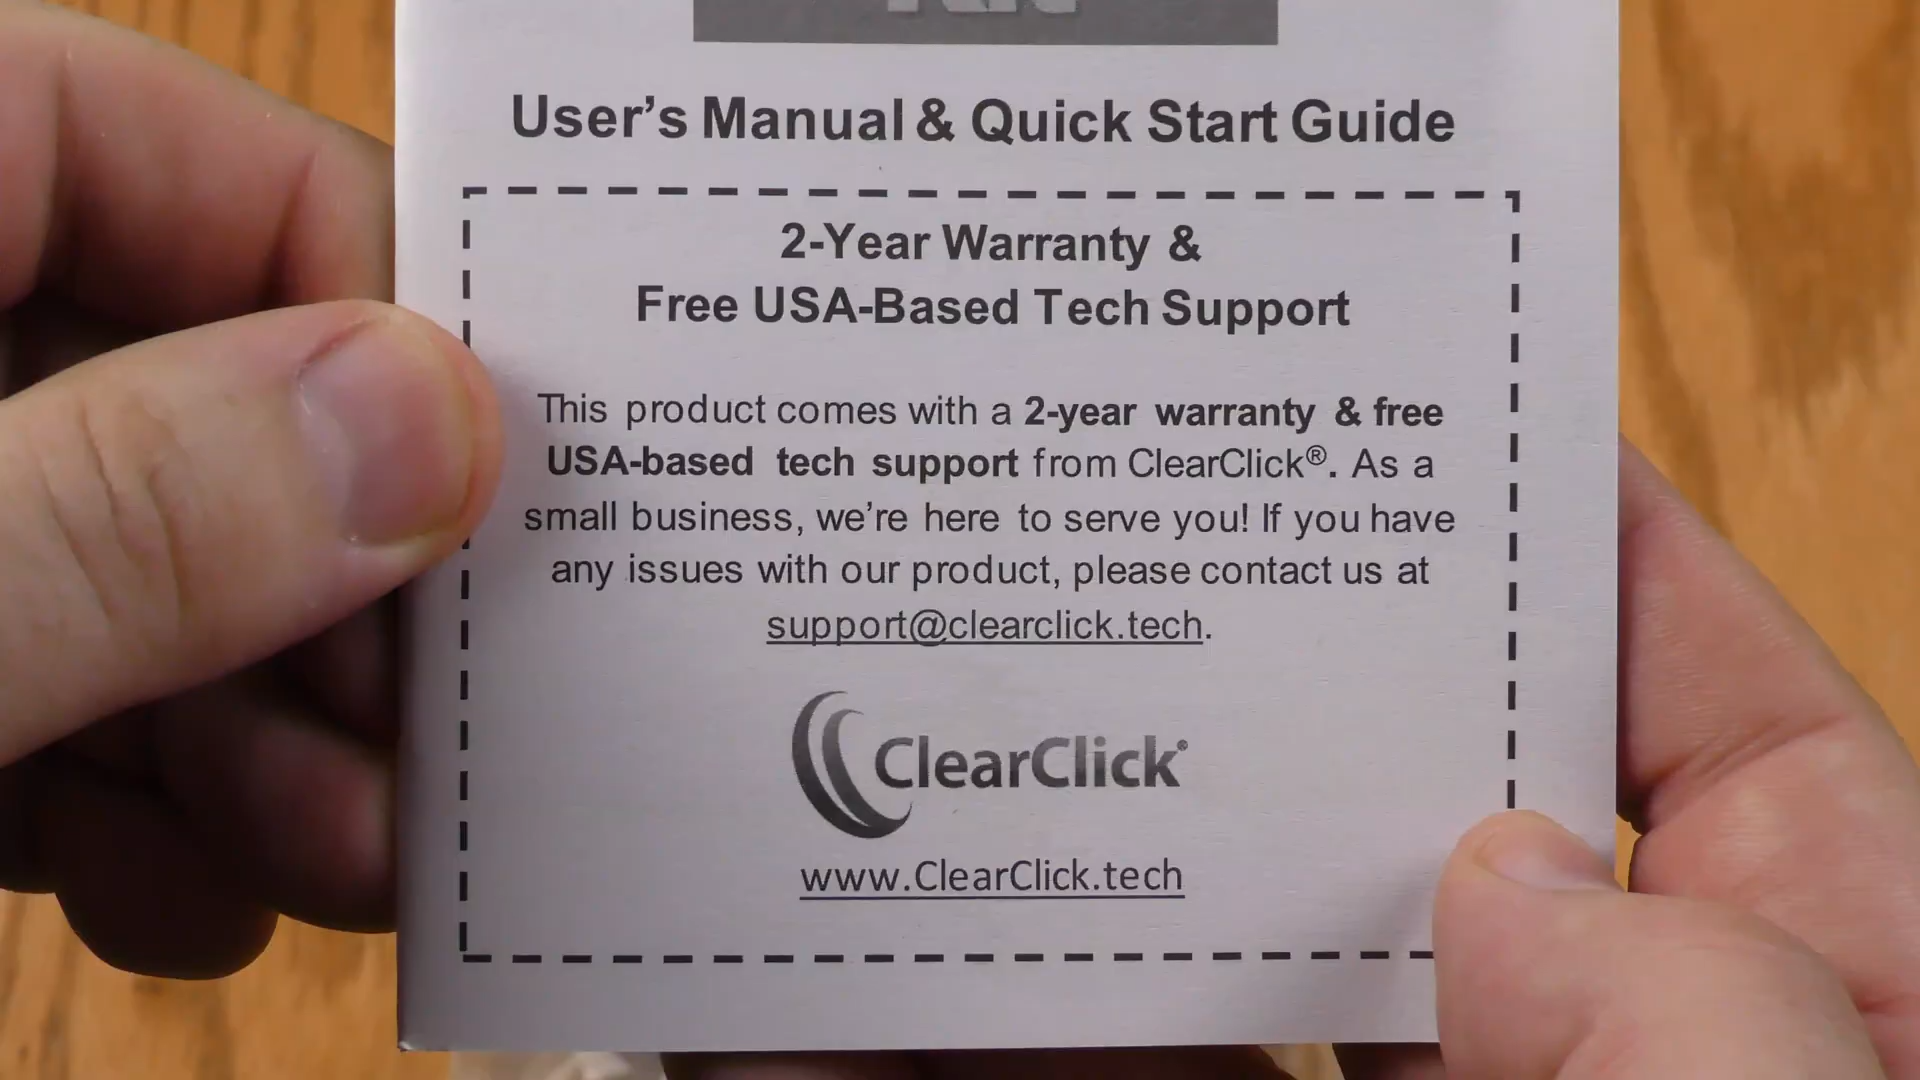 User's Manual & Quick Start Guide
2-Year Warranty &
Free USA-Based Tech Support
This product comes with a 2-year warranty & free
USA-based tech support from ClearClick®. As a
small business, we're here to serve you! If you have
any issues with our product, please contact us at
support@clearclick.tech.
ClearClick®
www.ClearClick.tech